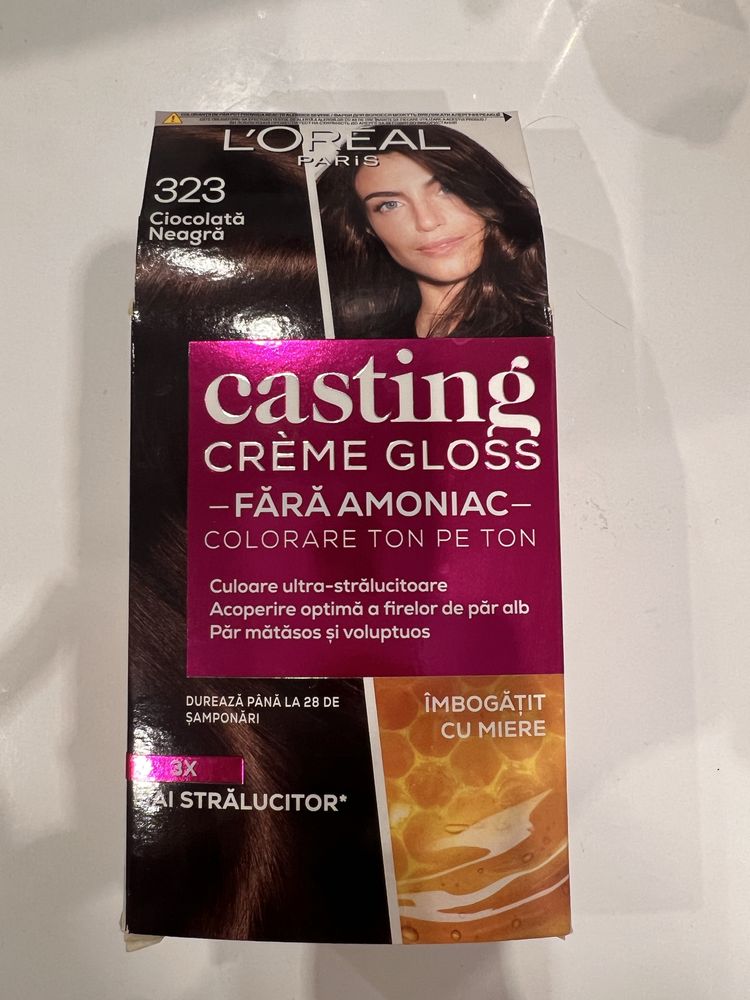 L'ORÉAL
PARiS
323
Ciocolată
Neagră
casting
CRÈME GLOSS
–FĂRĂ AMONIAC–
COLORARE TON PE TON
Culoare ultra-strălucitoare
Acoperire optimă a firelor de păr alb
Păr mătăsos și voluptuos
DUREAZĂ PÂNĂ LA 28 DE
ȘAMPONĂRI
ÎMBOGĂȚIT
CU MIERE
3X
AI STRĂLUCITOR*